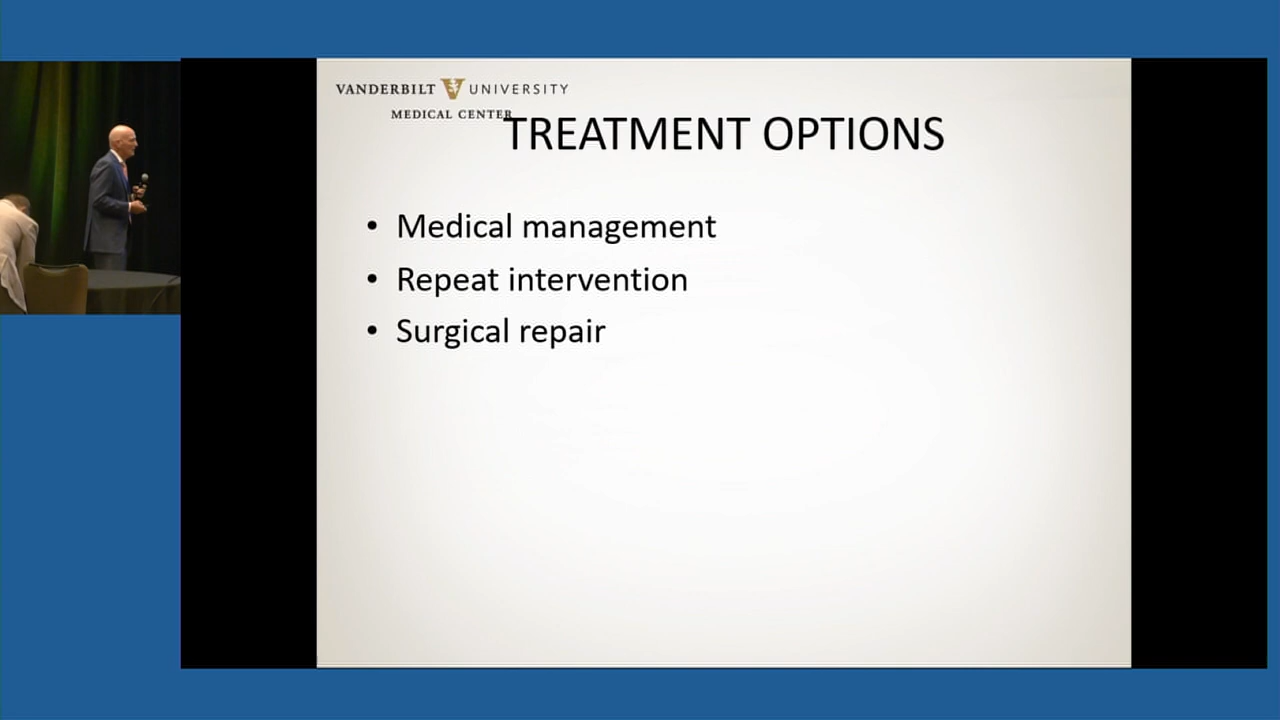 VANDERBILT V UNIVERSITY
MEDICAL CENTER
TREATMENT OPTIONS
• Medical management
• Repeat intervention
• Surgical repair